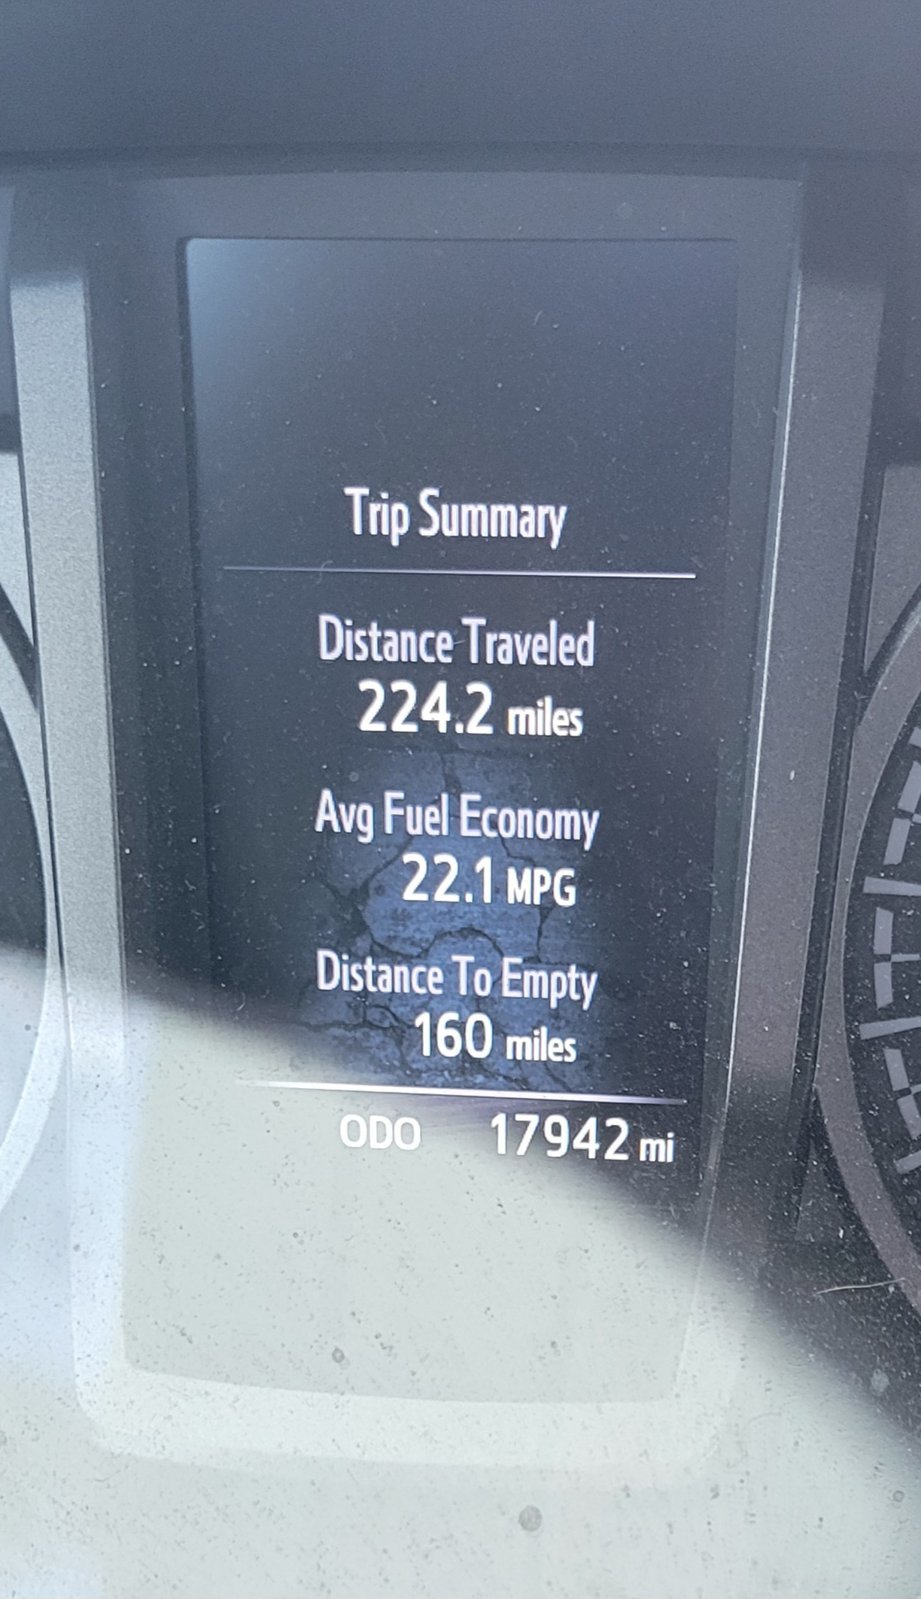 Trip Summary
Distance Traveled
224.2 miles
Avg Fuel Economy
22.1 MPG
Distance To Empty
160 miles
ODO 17942 mi